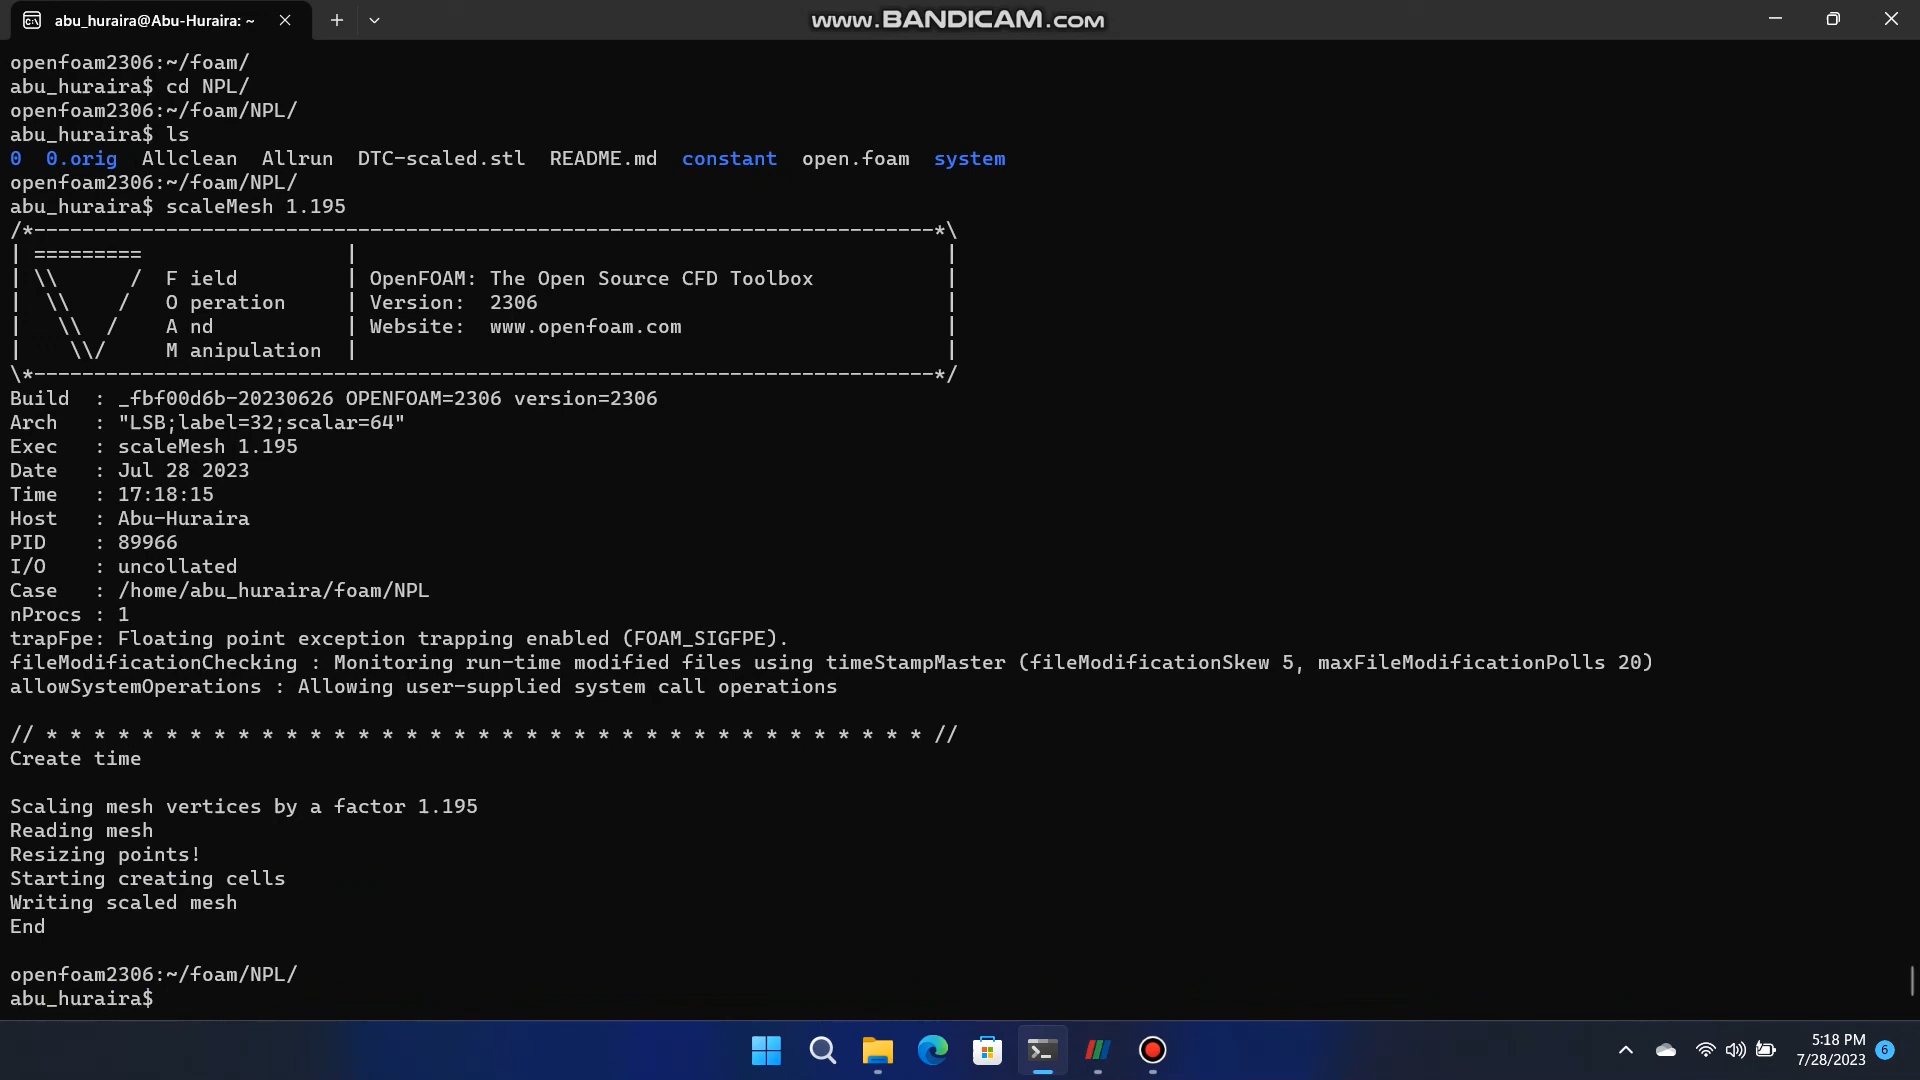 abu_huraira@Abu-Huraira: ~
www.BANDICAM.com
openfoam2306:~/foam/
abu_huraira$ cd NPL/
openfoam2306:~/foam/NPL/
abu_huraira$ ls
0  0.orig  Allclean  Allrun  DTC-scaled.stl  README.md  constant  open.foam  system
openfoam2306:~/foam/NPL/
abu_huraira$ scaleMesh 1.195
/*---------------------------------------------------------------------------*\
| =========                 |                                                 |
| \\      /  F ield         | OpenFOAM: The Open Source CFD Toolbox           |
|  \\    /   O peration     | Version:  2306                                  |
|   \\  /    A nd           | Website:  www.openfoam.com                      |
|    \\/     M anipulation  |                                                 |
\*---------------------------------------------------------------------------*/
Build  : _fbf00d6b-20230626 OPENFOAM=2306 version=2306
Arch   : "LSB;label=32;scalar=64"
Exec   : scaleMesh 1.195
Date   : Jul 28 2023
Time   : 17:18:15
Host   : Abu-Huraira
PID    : 89966
I/O    : uncollated
Case   : /home/abu_huraira/foam/NPL
nProcs : 1
trapFpe: Floating point exception trapping enabled (FOAM_SIGFPE).
fileModificationChecking : Monitoring run-time modified files using timeStampMaster (fileModificationSkew 5, maxFileModificationPolls 20)
allowSystemOperations : Allowing user-supplied system call operations
// * * * * * * * * * * * * * * * * * * * * * * * * * * * * * * * * * * * * * //
Create time
Scaling mesh vertices by a factor 1.195
Reading mesh
Resizing points!
Starting creating cells
Writing scaled mesh
End
openfoam2306:~/foam/NPL/
abu_huraira$
5:18 PM
7/28/2023
6